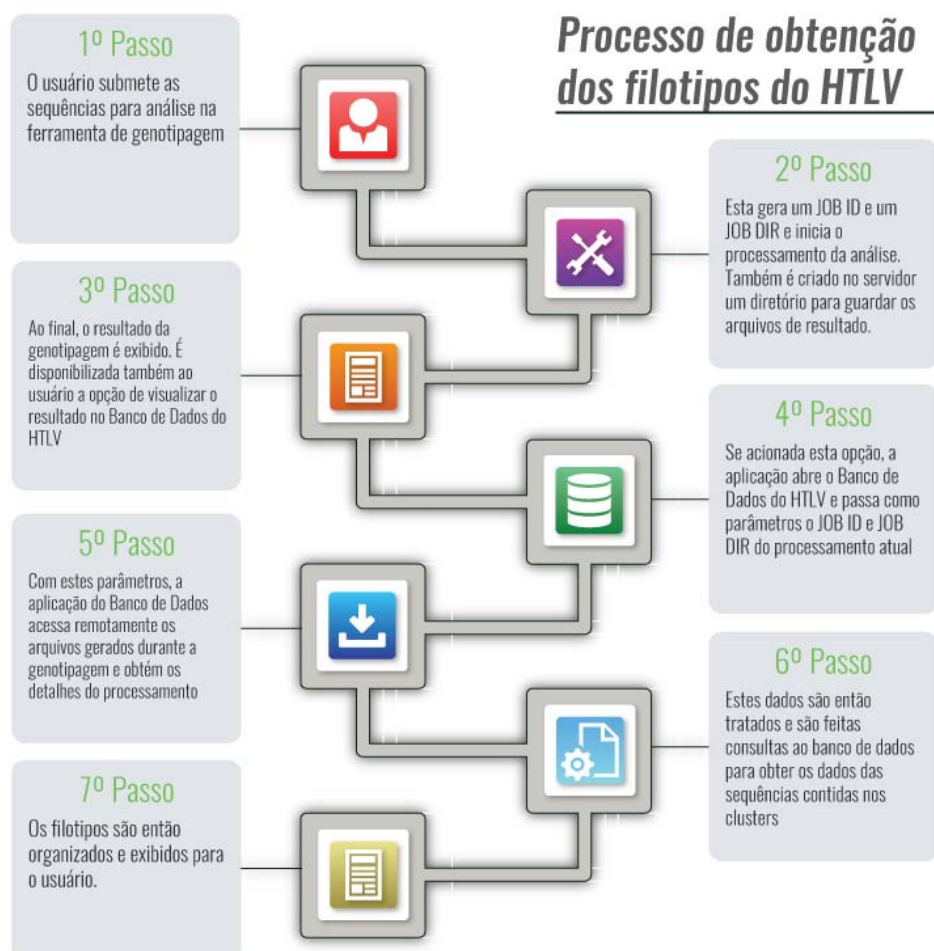 Processo de obtenção
dos filotipos do HTLV
1º Passo
O usuário submete as
sequências para análise na
ferramenta de genotipagem
2º Passo
Esta gera um JOB ID e um
JOB DIR e inicia o
processamento da análise.
Também é criado no servidor
um diretório para guardar os
arquivos de resultado.
3º Passo
Ao final, o resultado da
genotipagem é exibido. É
disponibilizada também ao
usuário a opção de visualizar o
resultado no Banco de Dados do
HTLV
4º Passo
Se acionada esta opção, a
aplicação abre o Banco de
Dados do HTLV e passa como
parâmetros o JOB ID e JOB
DIR do processamento atual
5º Passo
Com estes parâmetros, a
aplicação do Banco de Dados
acessa remotamente os
arquivos gerados durante a
genotipagem e obtém os
detalhes do processamento
6º Passo
Estes dados são então
tratados e são feitas
consultas ao banco de dados
para obter os dados das
sequências contidas nos
clusters
7º Passo
Os filotipos são então
organizados e exibidos para
o usuário.